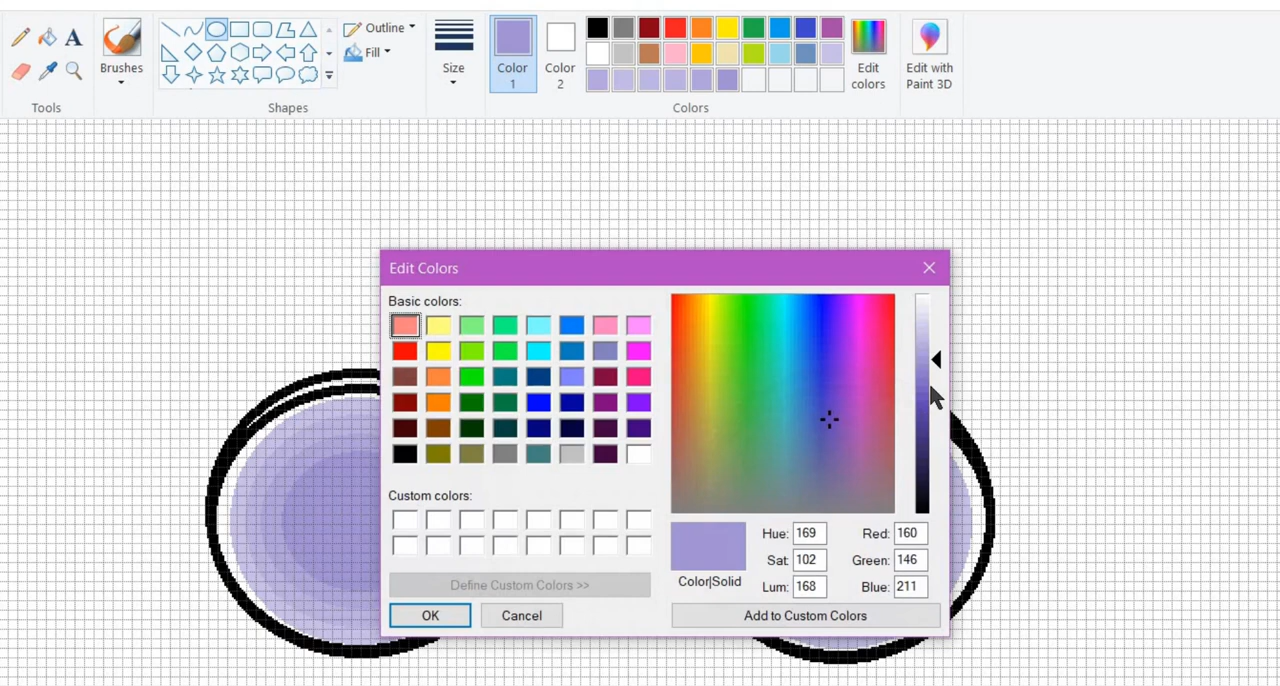 Outline
Fill
A
Brushes
Size
Color
1
Color
2
Edit
colors
Edit with
Paint 3D
Tools
Shapes
Colors
Edit Colors
Basic colors:
Custom colors:
Define Custom Colors >>
OK
Cancel
Color|Solid
Hue: 169
Sat: 102
Lum: 168
Red: 160
Green: 146
Blue: 211
Add to Custom Colors